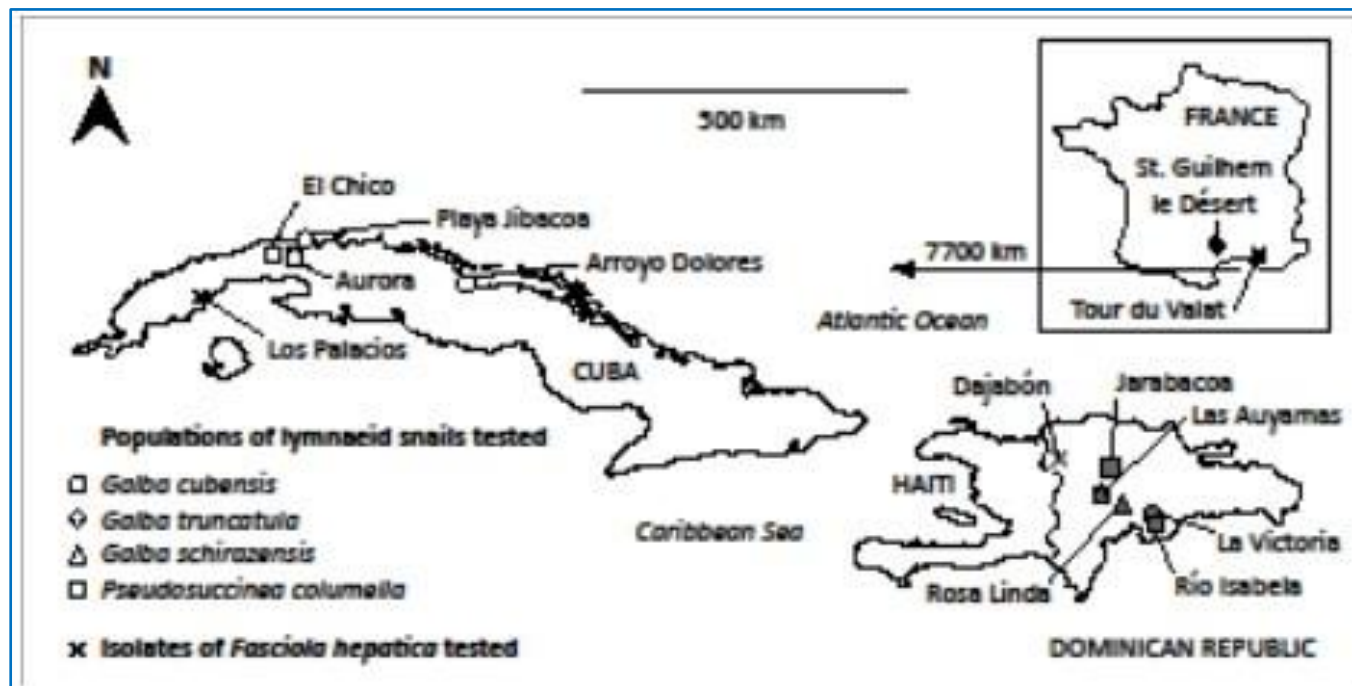 N
500 km
FRANCE
St. Guilhem
le Désert
El Chico
Playa Jibacoa
7700 km
Arroyo Dolores
Aurora
Tour du Valat
Atlantic Ocean
Los Palacios
CUBA
Dajabón
Jarabacoa
Las Auyamas
Populations of lymnaeid snails tested
Galba cubensis
Galba truncatula
Galba schirazensis
Pseudosuccinea columella
HAITI
Caribbean Sea
La Victoria
Rosa Linda
Río Isabela
x Isolates of Fasciola hepatica tested
DOMINICAN REPUBLIC